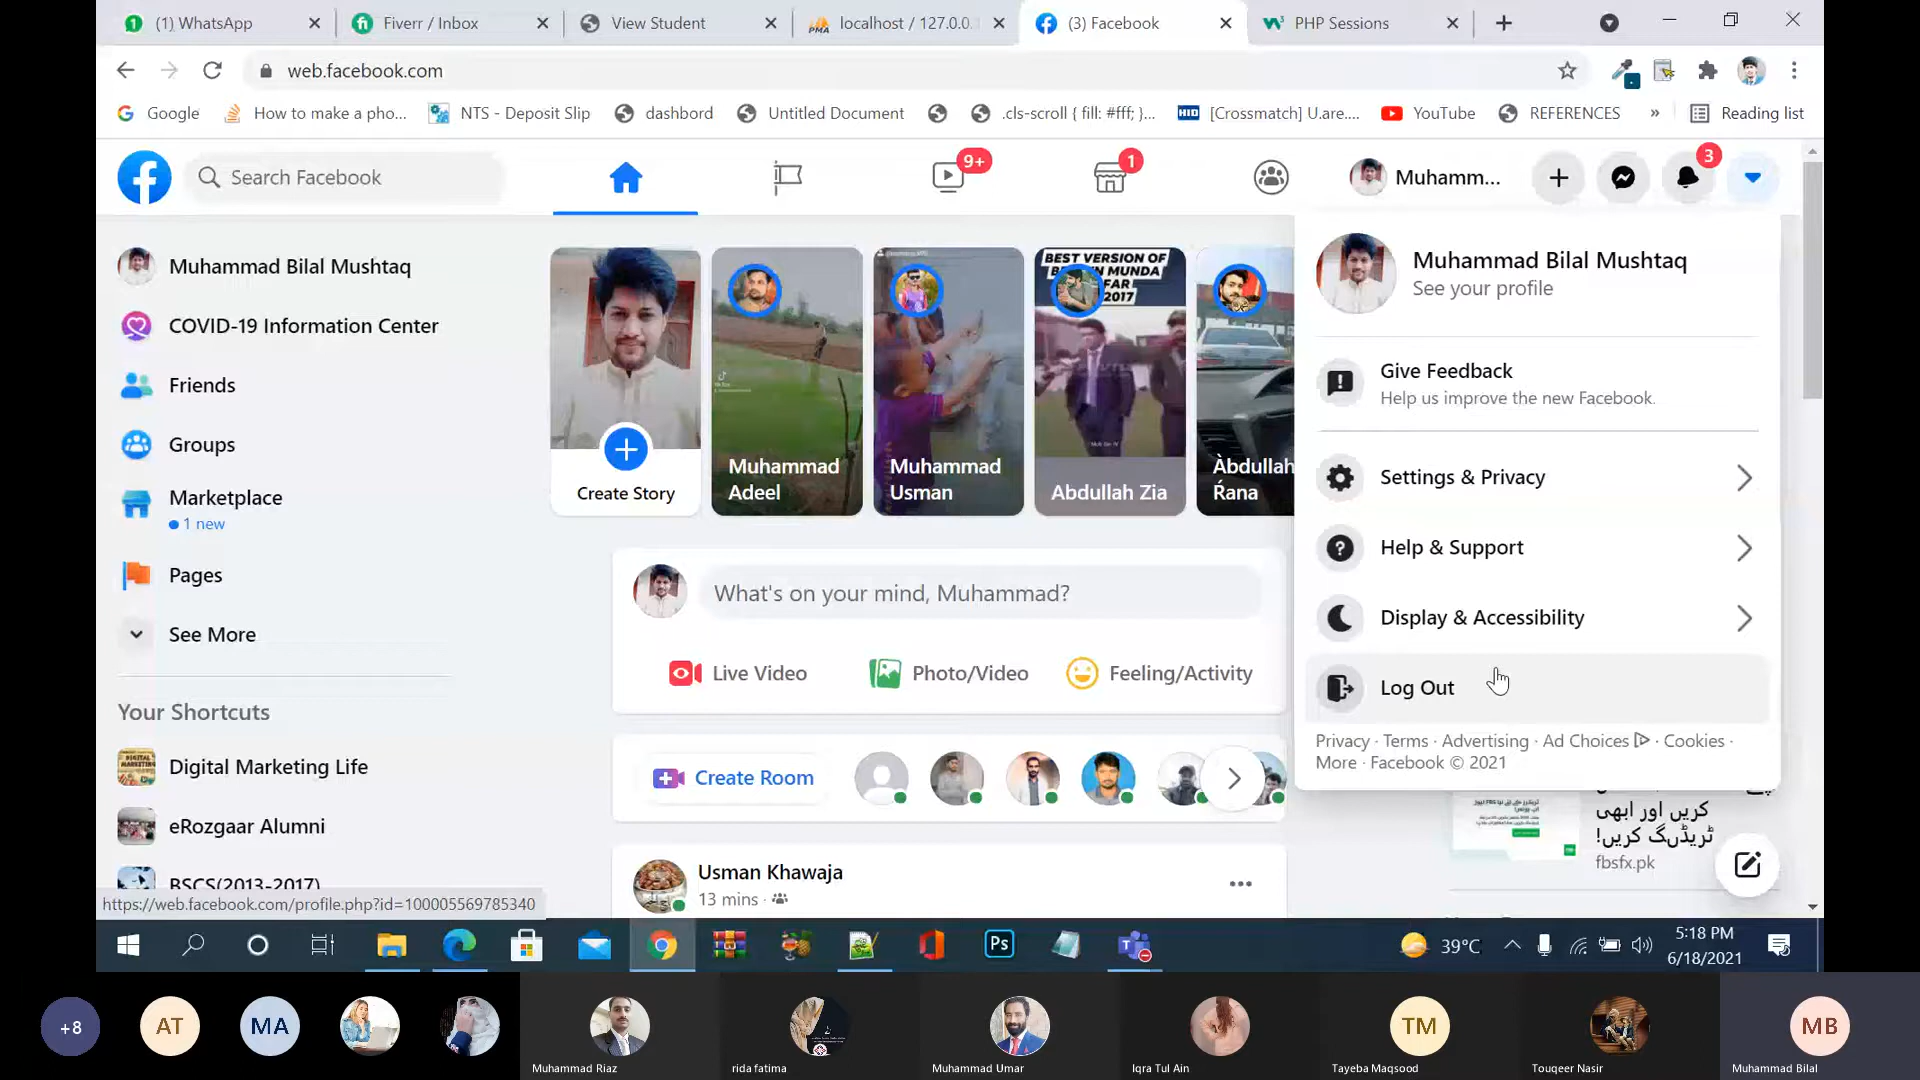 (1) WhatsApp
Fiverr / Inbox
View Student
PMA
localhost / 127.0.0.
(3) Facebook
PHP Sessions
web.facebook.com
Google
How to make a pho...
NTS - Deposit Slip
dashbord
Untitled Document
.cls-scroll { fill: #fff; }...
HID
[Crossmatch] U.are....
YouTube
REFERENCES
»
Reading list
Search Facebook
9+
1
Muhamm...
3
Muhammad Bilal Mushtaq
COVID-19 Information Center
Friends
Groups
Marketplace
1 new
Pages
See More
Your Shortcuts
Digital Marketing Life
eRozgaar Alumni
BSCS(2013-2017)
https://web.facebook.com/profile.php?id=100005569785340
Create Story
Muhammad
Adeel
Muhammad
Usman
BEST VERSION OF
MUNDA
FAR
2017
Abdullah Zia
Àbdullah
Ŕana
What's on your mind, Muhammad?
Live Video
Photo/Video
Feeling/Activity
Create Room
Usman Khawaja
13 mins ·
Muhammad Bilal Mushtaq
See your profile
Give Feedback
Help us improve the new Facebook.
Settings & Privacy
Help & Support
Display & Accessibility
Log Out
Privacy · Terms · Advertising · Ad Choices · Cookies ·
More · Facebook © 2021
کریں اور ابھی
ٹریڈنگ کریں!
fbsfx.pk
Ps
39°C
5:18 PM
6/18/2021
+8
AT
MA
Muhammad Riaz
rida fatima
Muhammad Umar
Iqra Tul Ain
TM
Tayeba Maqsood
Touqeer Nasir
MB
Muhammad Bilal